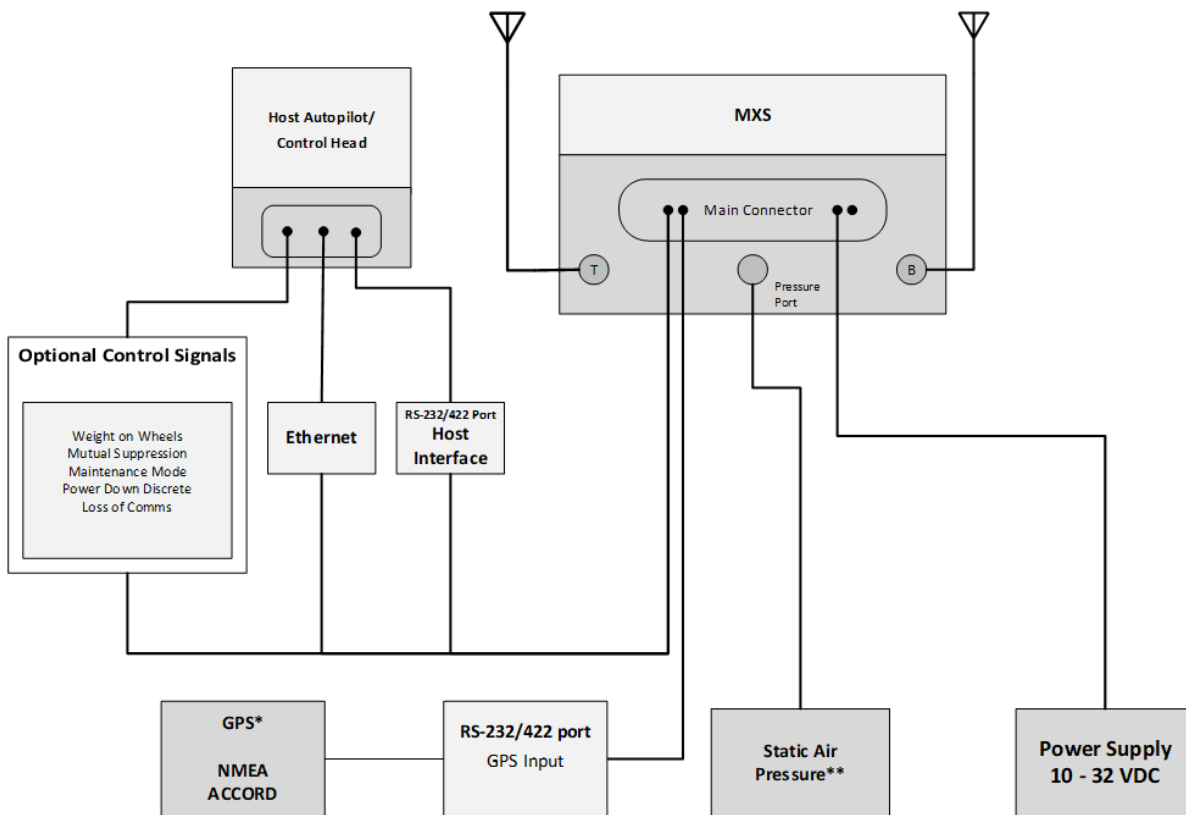 Host Autopilot/
Control Head
MXS
Main Connector
T
B
Pressure
Port
Optional Control Signals
Weight on Wheels
Mutual Suppression
Maintenance Mode
Power Down Discrete
Loss of Comms
Ethernet
RS-232/422 Port
Host
Interface
GPS*
NMEA
ACCORD
RS-232/422 port
GPS Input
Static Air
Pressure**
Power Supply
10 - 32 VDC